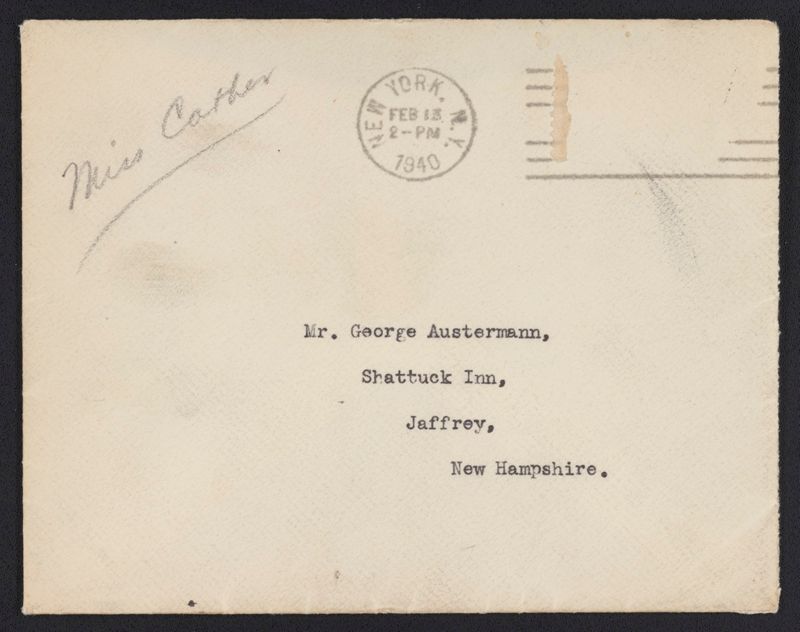 Miss Cather
NEW YORK, N.Y.
FEB 13
2-PM
1940
Mr. George Austermann,
Shattuck Inn,
Jaffrey,
New Hampshire.